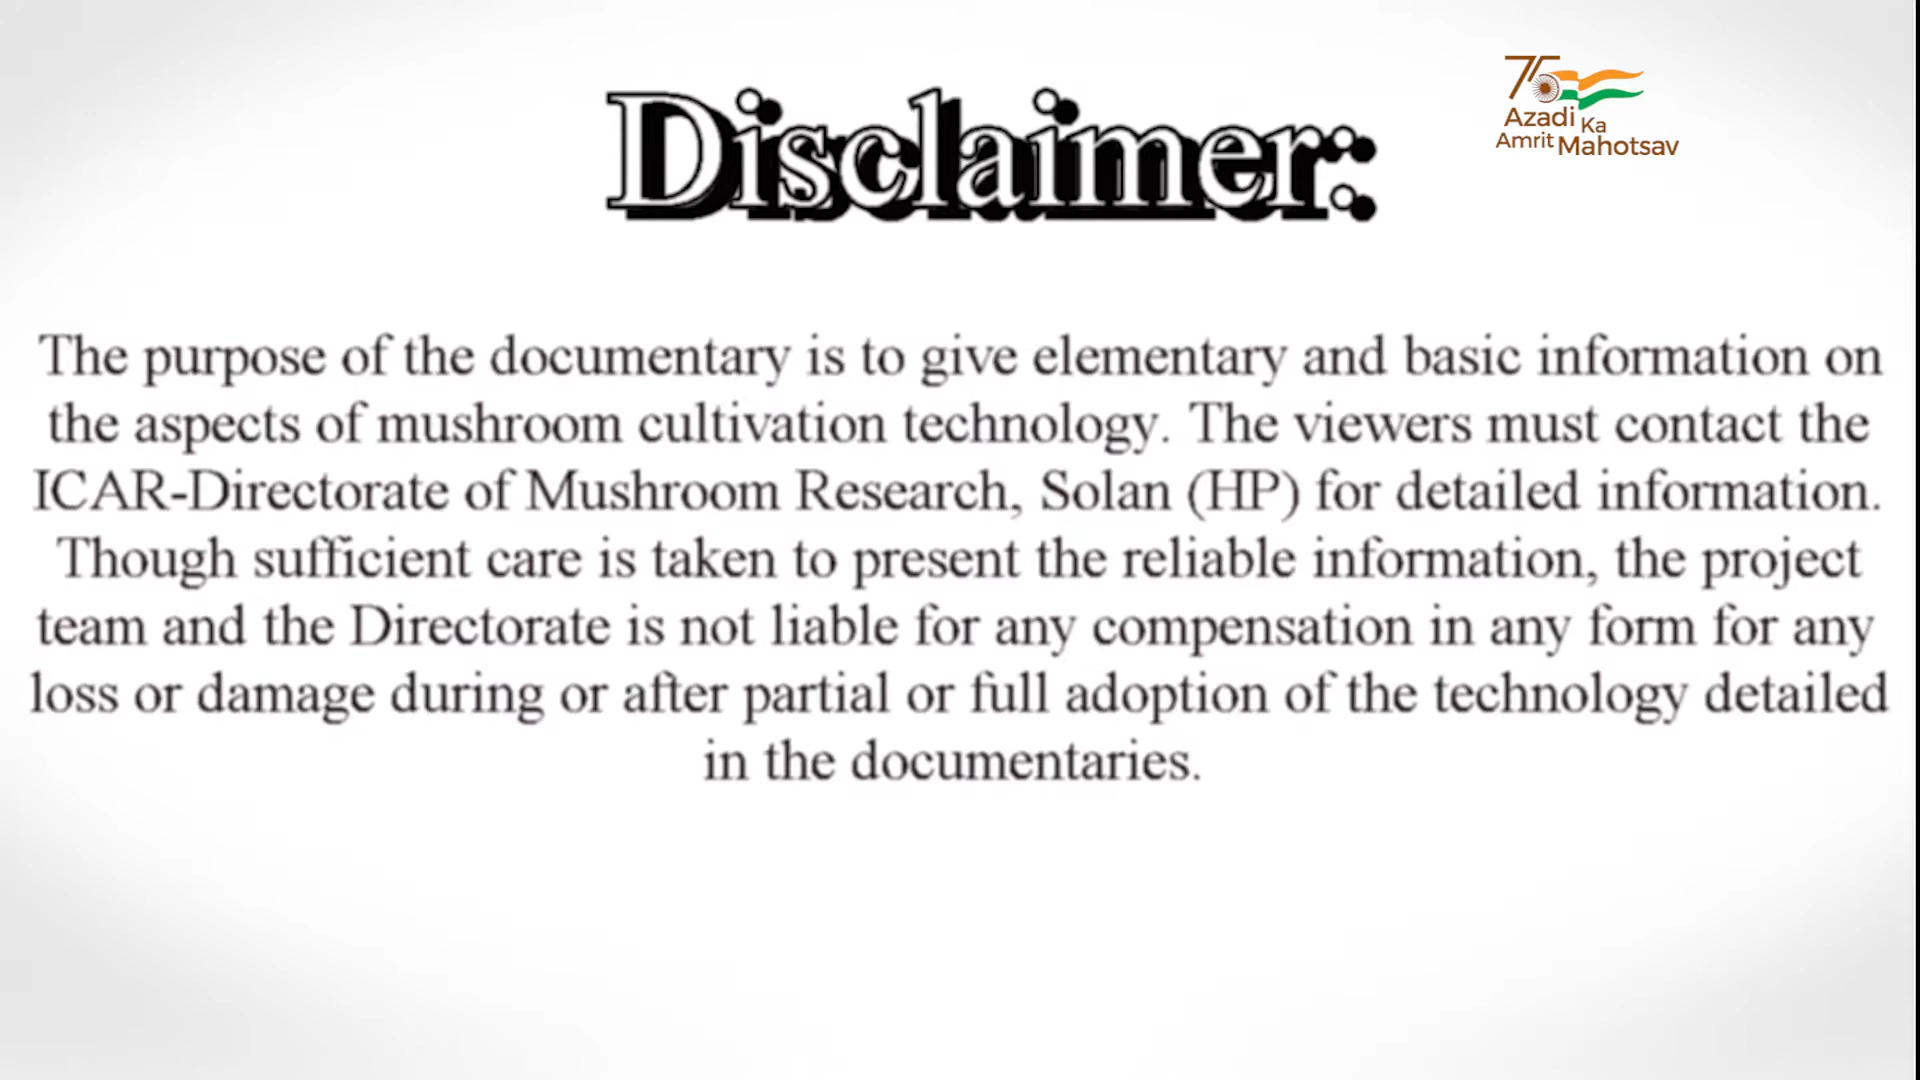 Disclaimer:
75
Azadi Ka
Amrit Mahotsav
The purpose of the documentary is to give elementary and basic information on
the aspects of mushroom cultivation technology. The viewers must contact the
ICAR-Directorate of Mushroom Research, Solan (HP) for detailed information.
Though sufficient care is taken to present the reliable information, the project
team and the Directorate is not liable for any compensation in any form for any
loss or damage during or after partial or full adoption of the technology detailed
in the documentaries.